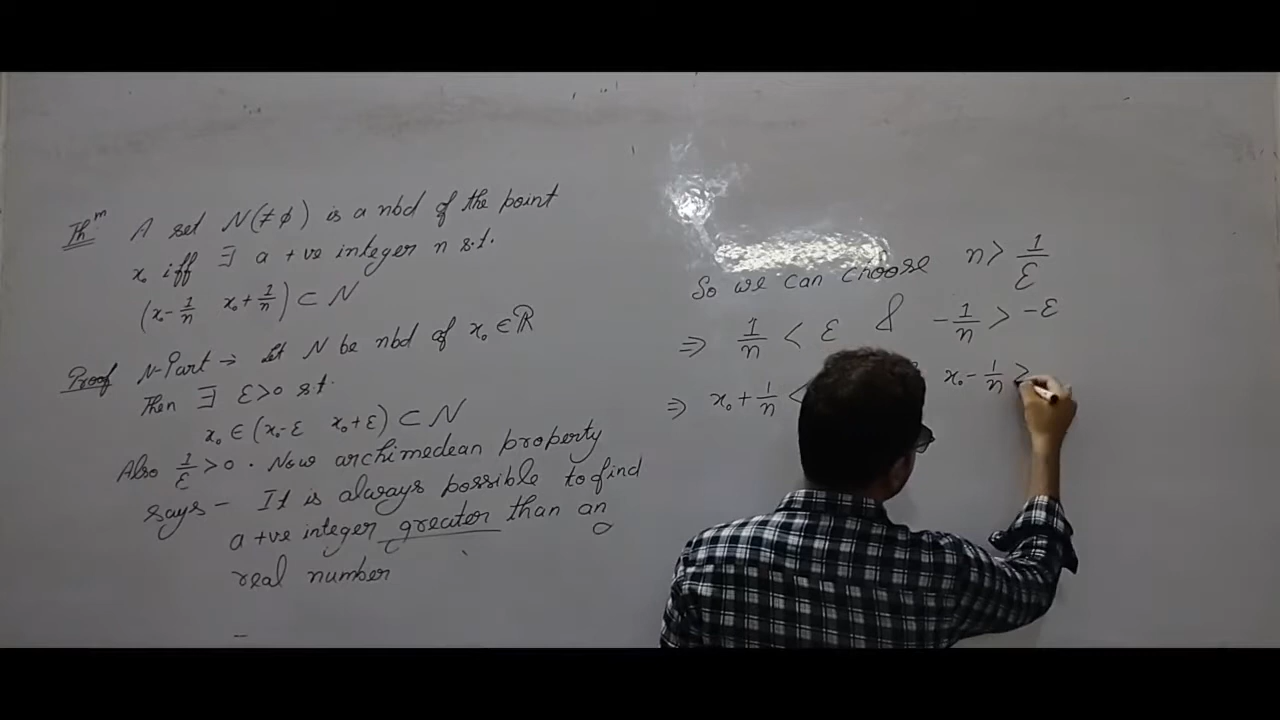 Thm: A set N(≠ϕ) is a nbd of the point
x₀ iff ∃ a +ve integer n s.t.
(x₀-1/n x₀+1/n) ⊂ N
Proof N-Part → Let N be nbd of x₀ ∈ ℝ
Then ∃ ε>0 s.t.
x₀ ∈ (x₀-ε x₀+ε) ⊂ N
Also 1/ε > 0 . Now archimedean property
says - It is always possible to find
a +ve integer greater than an
real number
So we can choose n > 1/ε
⇒ 1/n < ε & -1/n > -ε
⇒ x₀ + 1/n < x₀ - 1/n >